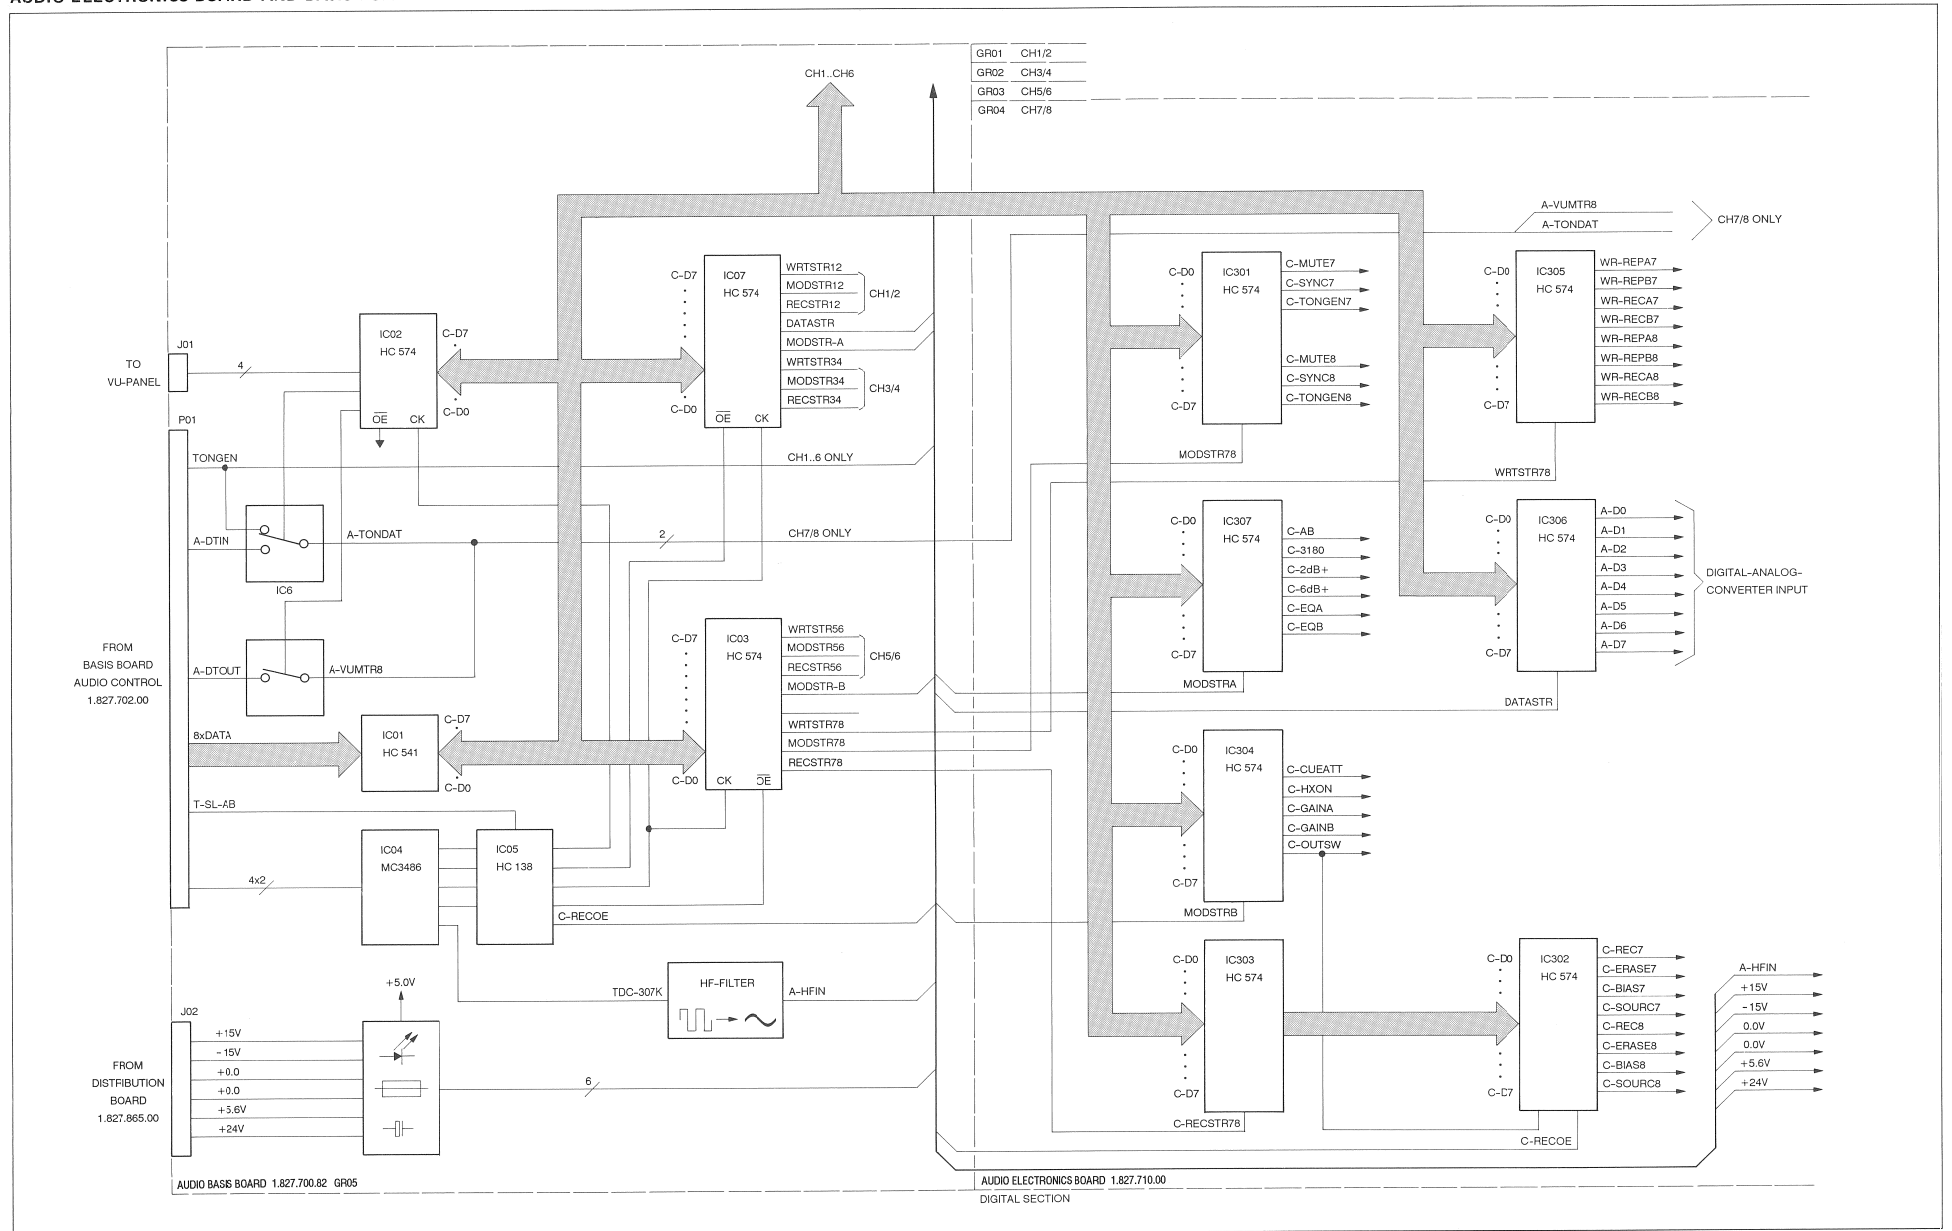 GR01 CH1/2
GR02 CH3/4
GR03 CH5/6
GR04 CH7/8
CH1..CH6
A-VUMTR8
A-TONDAT
CH7/8 ONLY
TO
VU-PANEL
J01
4
IC02
HC 574
C-D7
C-D0
OE CK
C-D7
C-D0
IC07
HC 574
OE CK
WRTSTR12
MODSTR12
RECSTR12
CH1/2
DATASTR
MODSTR-A
WRTSTR34
MODSTR34
RECSTR34
CH3/4
C-D0
C-D7
IC301
HC 574
C-MUTE7
C-SYNC7
C-TONGEN7
C-MUTE8
C-SYNC8
C-TONGEN8
MODSTR78
C-D0
C-D7
IC305
HC 574
WR-REPA7
WR-REPB7
WR-RECA7
WR-RECB7
WR-REPA8
WR-REPB8
WR-RECA8
WR-RECB8
WRTSTR78
P01
TONGEN
CH1..6 ONLY
A-DTIN
IC6
A-TONDAT
2
CH7/8 ONLY
A-DTOUT
A-VUMTR8
FROM
BASIS BOARD
AUDIO CONTROL
1.827.702.00
8xDATA
IC01
HC 541
C-D7
C-D0
C-D7
C-D0
IC03
HC 574
CK OE
WRTSTR56
MODSTR56
RECSTR56
CH5/6
MODSTR-B
WRTSTR78
MODSTR78
RECSTR78
C-D0
C-D7
IC307
HC 574
C-AB
C-3180
C-2dB+
C-6dB+
C-EQA
C-EQB
MODSTRA
C-D0
C-D7
IC306
HC 574
A-D0
A-D1
A-D2
A-D3
A-D4
A-D5
A-D6
A-D7
DIGITAL-ANALOG-
CONVERTER INPUT
DATASTR
T-SL-AB
4x2
IC04
MC3486
IC05
HC 138
C-RECOE
C-D0
C-D7
IC304
HC 574
C-CUEATT
C-HXON
C-GAINA
C-GAINB
C-OUTSW
MODSTRB
TDC-307K
HF-FILTER
A-HFIN
C-D0
C-D7
IC303
HC 574
C-RECSTR78
C-D0
C-D7
IC302
HC 574
C-REC7
C-ERASE7
C-BIAS7
C-SOURC7
C-REC8
C-ERASE8
C-BIAS8
C-SOURC8
C-RECOE
A-HFIN
+15V
-15V
0.0V
0.0V
+5.6V
+24V
J02
FROM
DISTRIBUTION
BOARD
1.827.865.00
+15V
-15V
+0.0
+0.0
+5.6V
+24V
+5.0V
6
AUDIO BASIS BOARD 1.827.700.82 GR05
AUDIO ELECTRONICS BOARD 1.827.710.00
DIGITAL SECTION